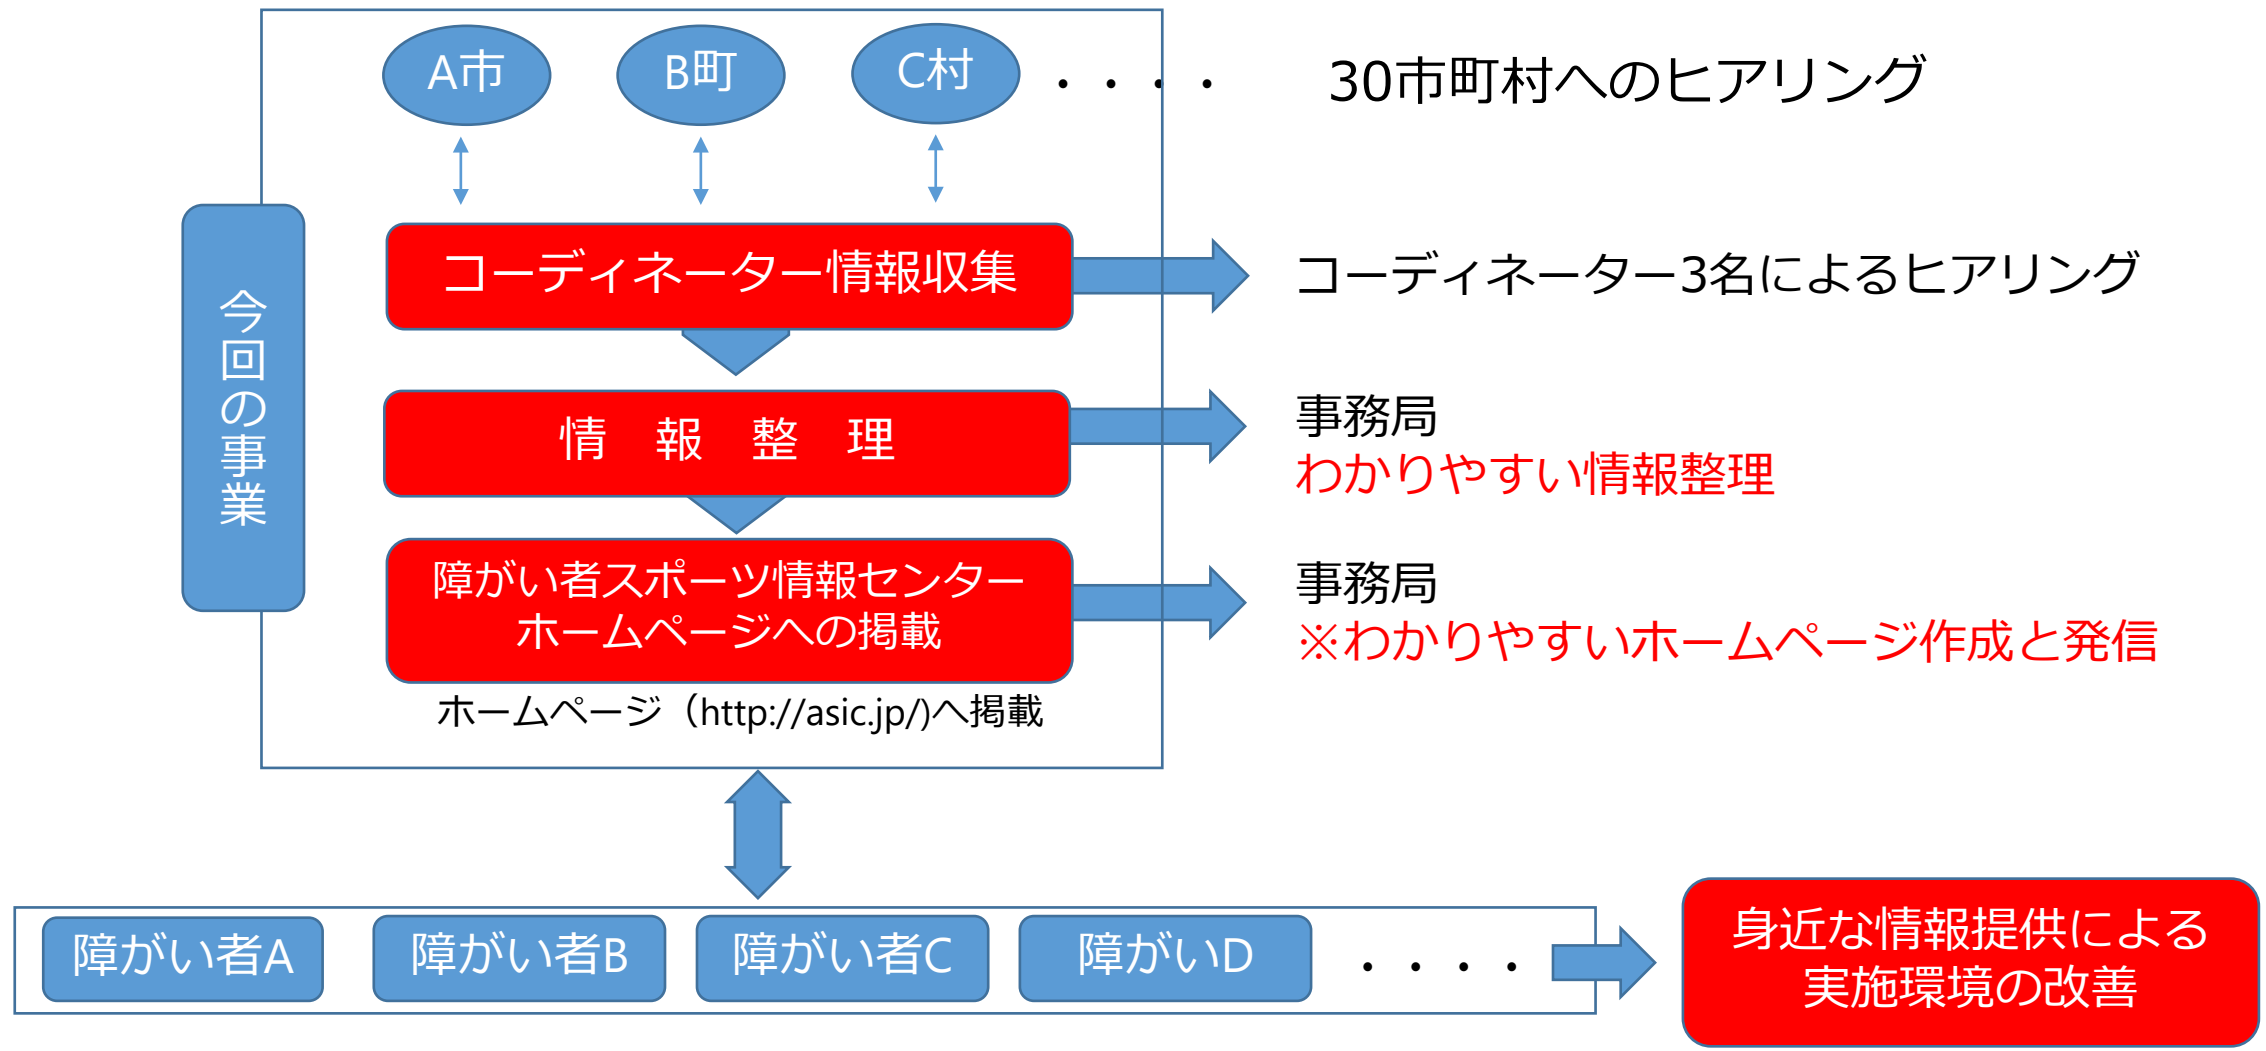 A市
B町
C村
・・・・
30市町村へのヒアリング
今回の事業
コーディネーター情報収集
コーディネーター3名によるヒアリング
情　報　整　理
事務局
わかりやすい情報整理
障がい者スポーツ情報センター
ホームページへの掲載
事務局
※わかりやすいホームページ作成と発信
ホームページ（http://asic.jp/)へ掲載
障がい者A
障がい者B
障がい者C
障がいD
・・・・
身近な情報提供による
実施環境の改善